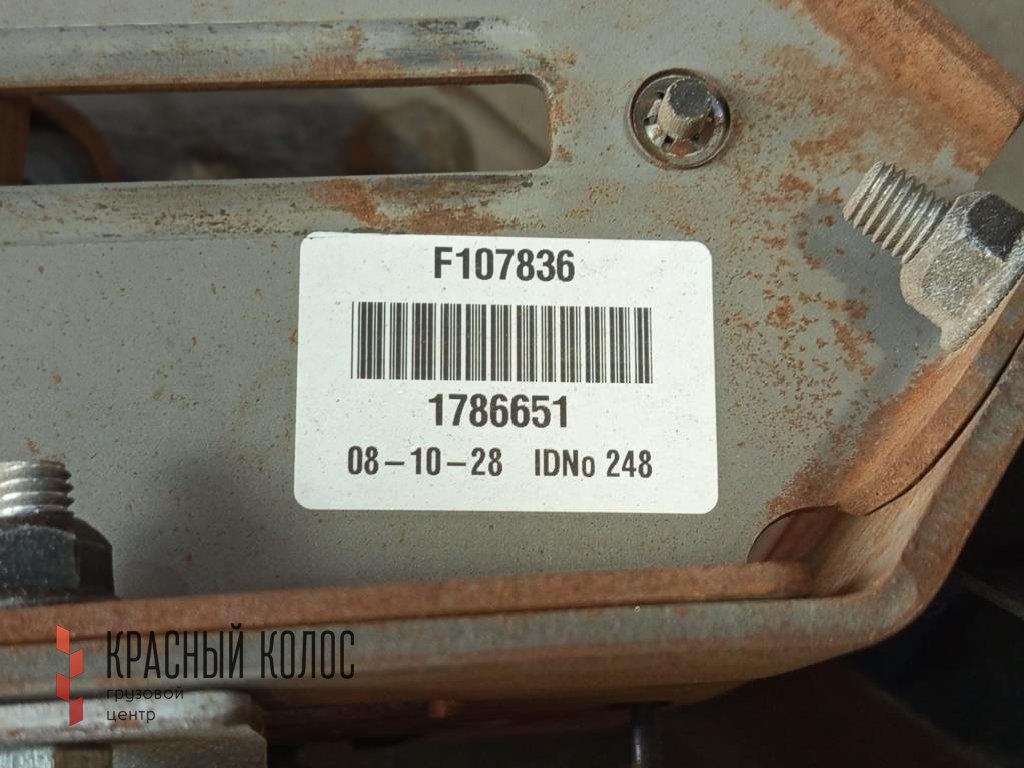 F107836
1786651
08-10-28 IDNo 248
КРАСНЫЙ КОЛОС
грузовой
центр